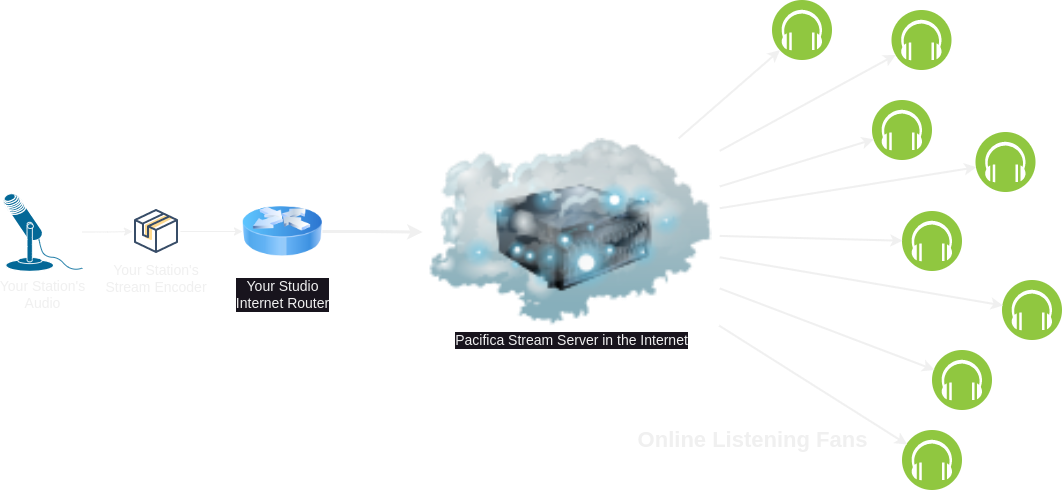 Your Station's
Audio
Your Station's
Stream Encoder
Your Studio
Internet Router
Pacifica Stream Server in the Internet
Online Listening Fans